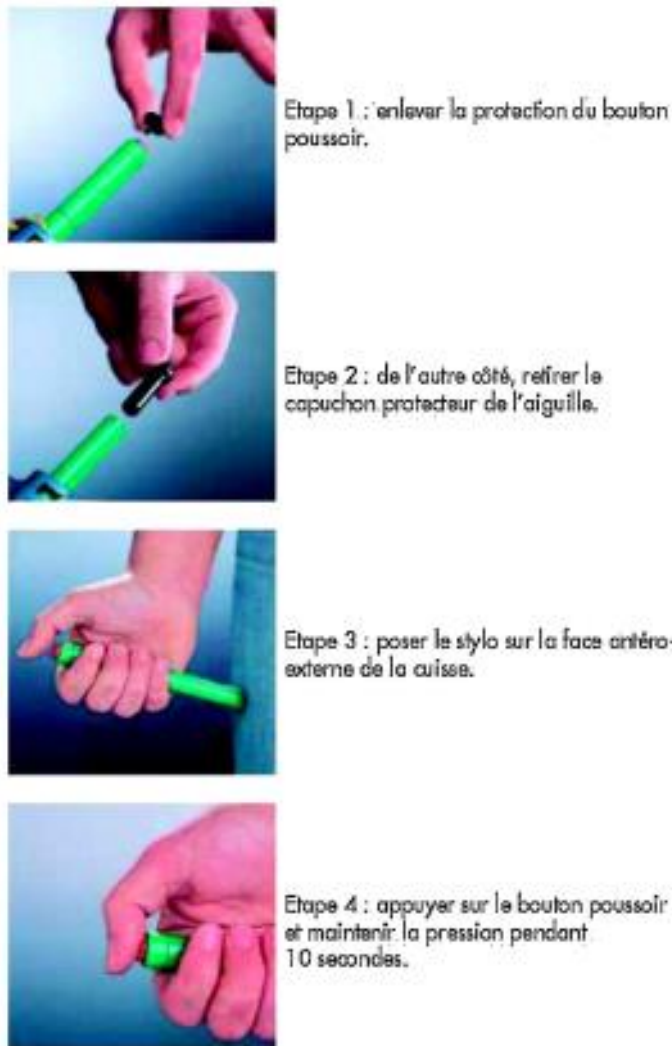 Etape 1 : enlever la protection du bouton
poussoir.
Etape 2 : de l'autre côté, retirer le
capuchon protecteur de l'aiguille.
Etape 3 : poser le stylo sur la face antéro-
externe de la cuisse.
Etape 4 : appuyer sur le bouton poussoir
et maintenir la pression pendant
10 secondes.